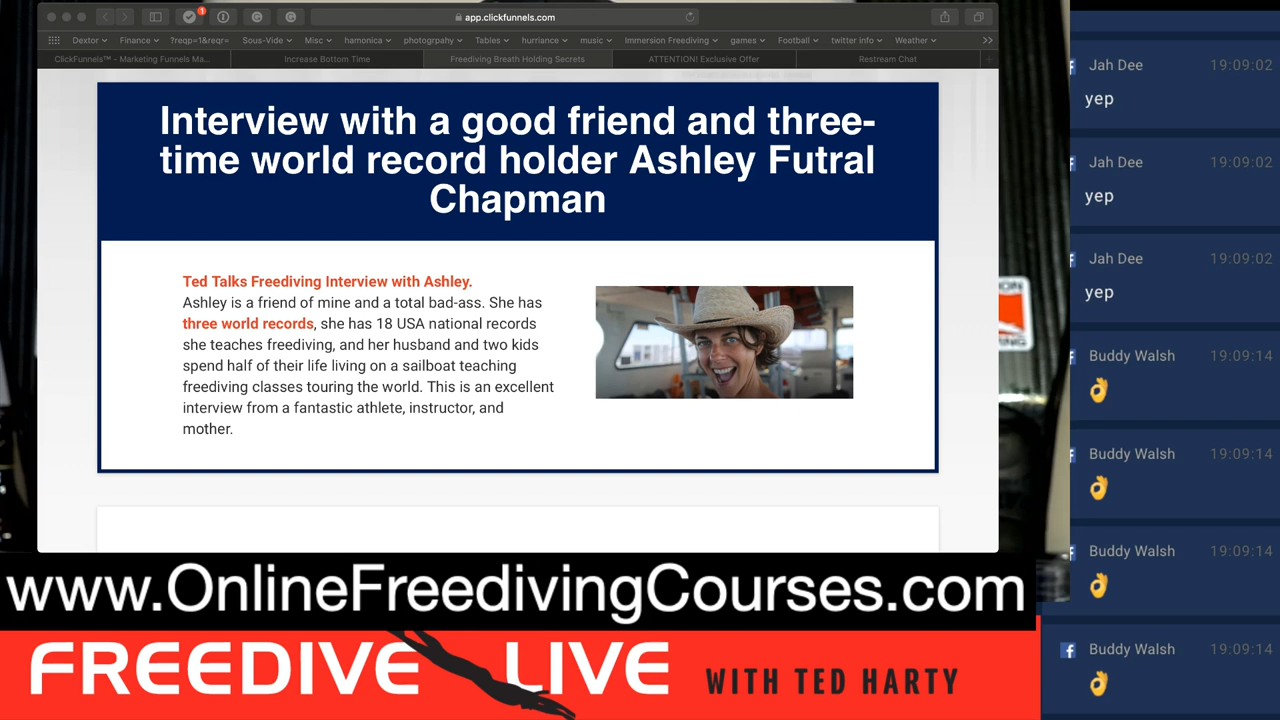 1
app.clickfunnels.com
Dextor
Finance
?reqp=1&reqr=
Sous-Vide
Misc
hamonica
photogrpahy
Tables
hurriance
music
Immersion Freediving
games
Football
twitter info
Weather
ClickFunnels™ – Marketing Funnels Ma...
Increase Bottom Time
Freediving Breath Holding Secrets
ATTENTION! Exclusive Offer
Restream Chat
Interview with a good friend and three-
time world record holder Ashley Futral
Chapman
Ted Talks Freediving Interview with Ashley.
Ashley is a friend of mine and a total bad-ass. She has
three world records, she has 18 USA national records
she teaches freediving, and her husband and two kids
spend half of their life living on a sailboat teaching
freediving classes touring the world. This is an excellent
interview from a fantastic athlete, instructor, and
mother.
Jah Dee 19:09:02
yep
Jah Dee 19:09:02
yep
Jah Dee 19:09:02
yep
Buddy Walsh 19:09:14
👌
Buddy Walsh 19:09:14
👌
Buddy Walsh 19:09:14
👌
Buddy Walsh 19:09:14
👌
www.OnlineFreedivingCourses.com
FREEDIVE LIVE WITH TED HARTY